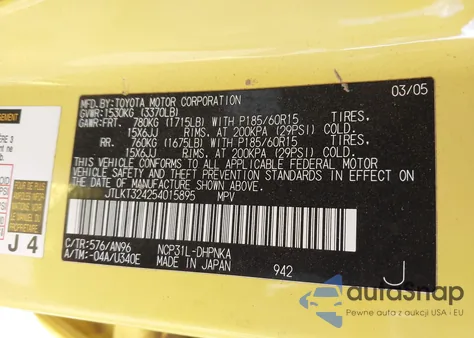 MFD.BY:TOYOTA MOTOR CORPORATION 03/05
GVWR:1530KG (3370LB)
GAWR:FRT. 780KG (1715LB)WITH P185/60R15 TIRES,
15X6JJ RIMS, AT 200KPA (29PSI) COLD.
RR. 760KG (1675LB)WITH P185/60R15 TIRES,
15X6JJ RIMS, AT 200KPA (29PSI) COLD.
THIS VEHICLE CONFORMS TO ALL APPLICABLE FEDERAL MOTOR
VEHICLE SAFETY AND THEFT PREVENTION STANDARDS IN EFFECT ON
THE DATE OF MANUFACTURE SHOWN ABOVE.
JTLKT324254015895 MPV
C/TR:576/AN96 NCP31L-DHPNKA
A/TM:-04A/U340E MADE IN JAPAN 942 J
J 4
autoSnap
Pewne auta z aukcji USA i EU